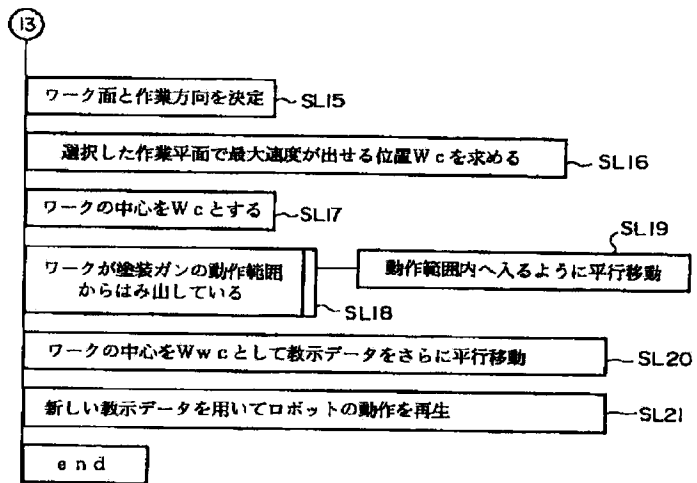 13
ワーク面と作業方向を決定
SL15
選択した作業平面で最大速度が出せる位置Wcを求める
SL16
ワークの中心をWcとする
SL17
ワークが塗装ガンの動作範囲
からはみ出している
SL18
SL19
動作範囲内へ入るように平行移動
ワークの中心をWwcとして教示データをさらに平行移動
SL20
新しい教示データを用いてロボットの動作を再生
SL21
end